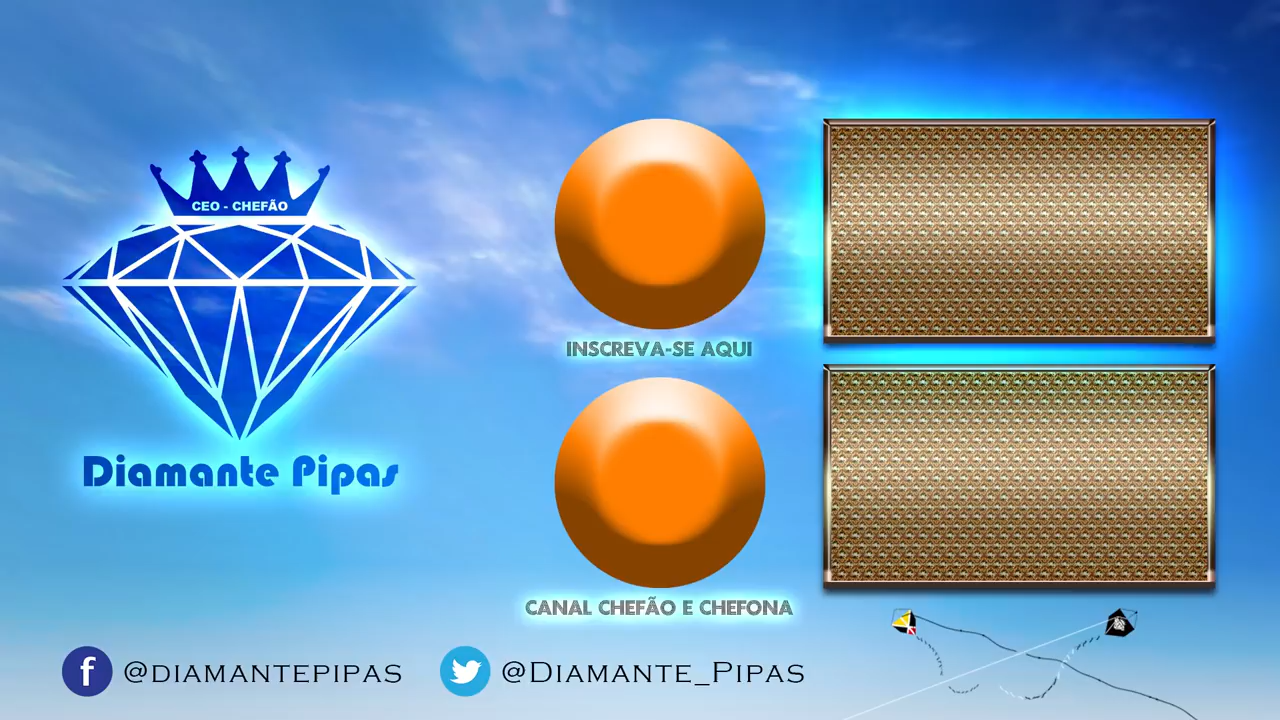 CEO - CHEFÃO
Diamante Pipas
INSCREVA-SE AQUI
CANAL CHEFÃO E CHEFONA
f @DIAMANTEPIPAS
@Diamante_Pipas